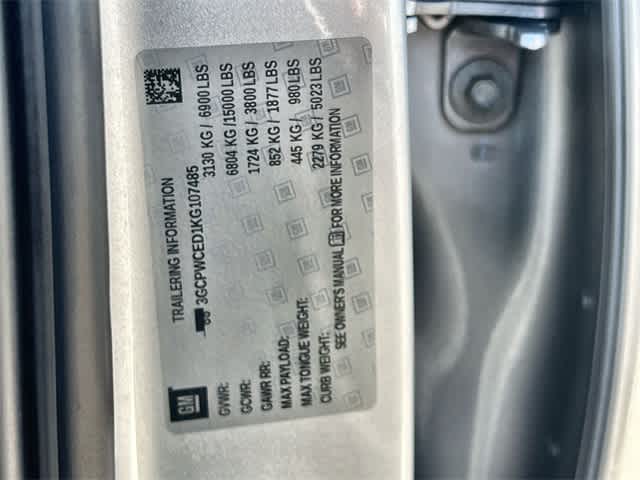 TRAILERING INFORMATION
3GCPWCED1KG107485
GM
GVWR: 3130 KG / 6900 LBS
GCWR: 6804 KG /15000 LBS
GAWR RR: 1724 KG / 3800 LBS
MAX PAYLOAD: 852 KG / 1877 LBS
MAX TONGUE WEIGHT: 445 KG / 980 LBS
CURB WEIGHT: 2279 KG / 5023 LBS
SEE OWNER'S MANUAL FOR MORE INFORMATION